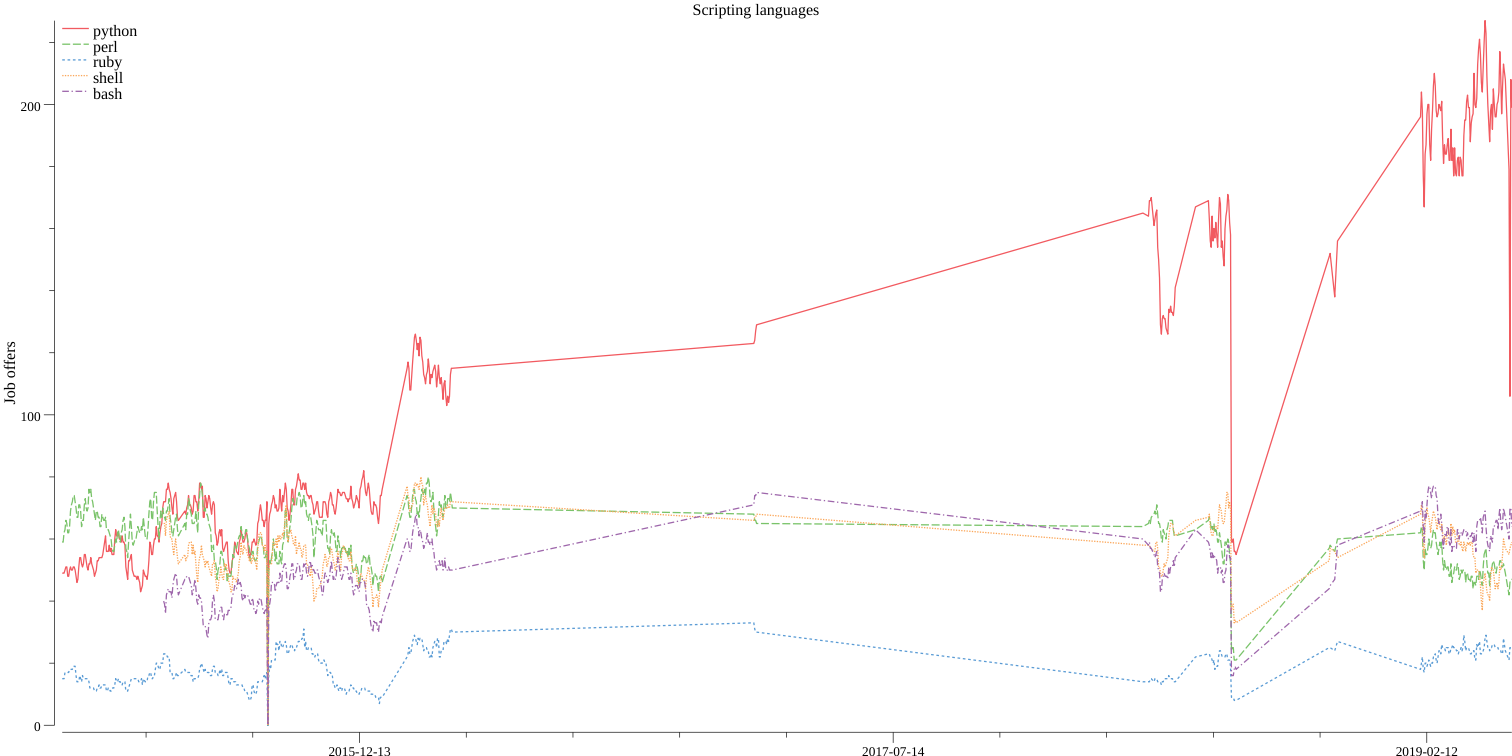 Scripting languages
python
perl
ruby
shell
bash
200
Job offers
100
0
2015-12-13
2017-07-14
2019-02-12